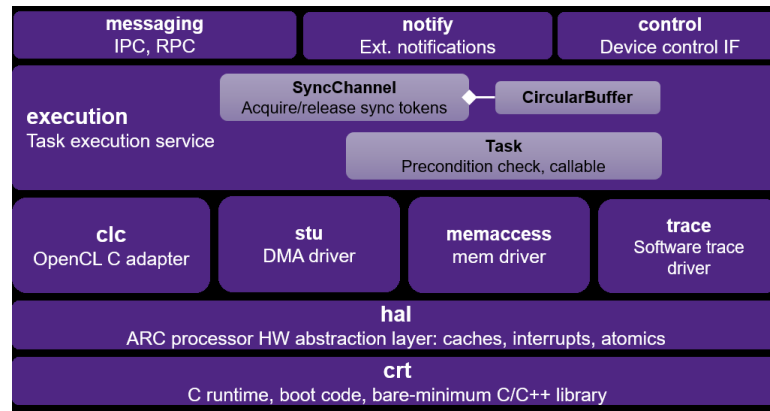 messaging
IPC, RPC
notify
Ext. notifications
control
Device control IF
execution
Task execution service
SyncChannel
Acquire/release sync tokens
CircularBuffer
Task
Precondition check, callable
clc
OpenCL C adapter
stu
DMA driver
memaccess
mem driver
trace
Software trace
driver
hal
ARC processor HW abstraction layer: caches, interrupts, atomics
crt
C runtime, boot code, bare-minimum C/C++ library